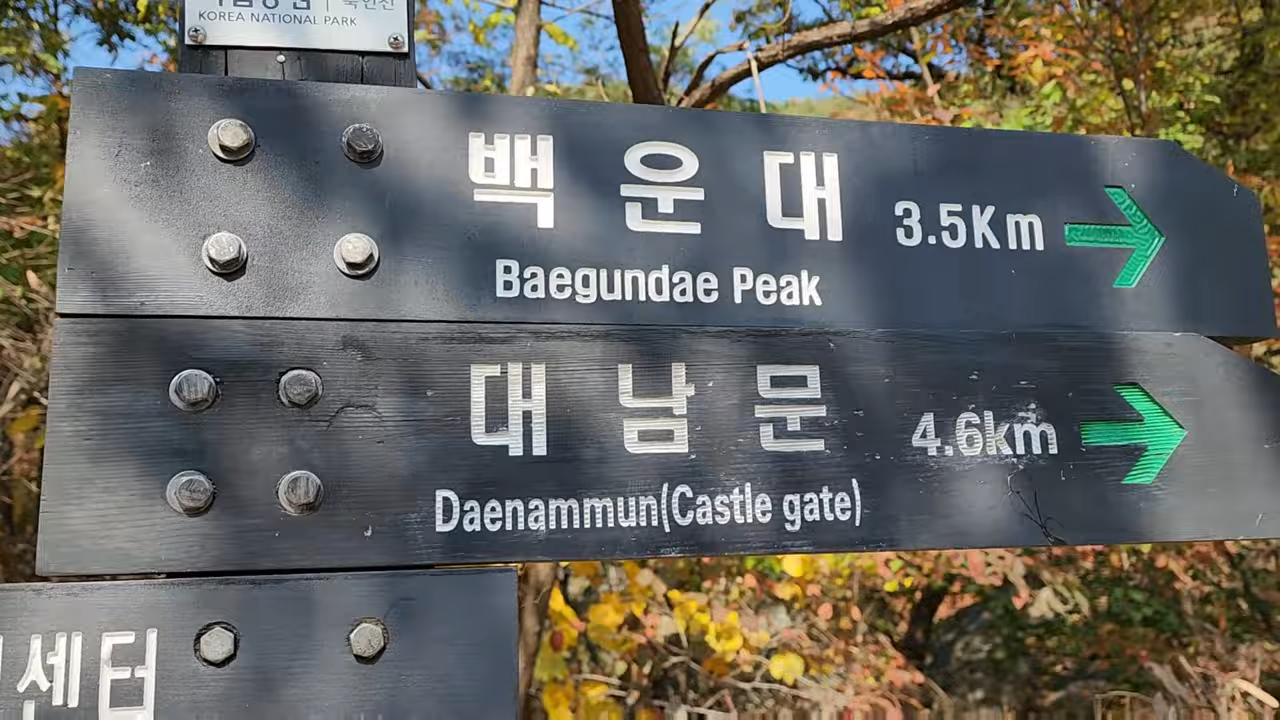 KOREA NATIONAL PARK
백운대 3.5Km
Baegundae Peak
대남문 4.6km
Daenammun(Castle gate)
센터